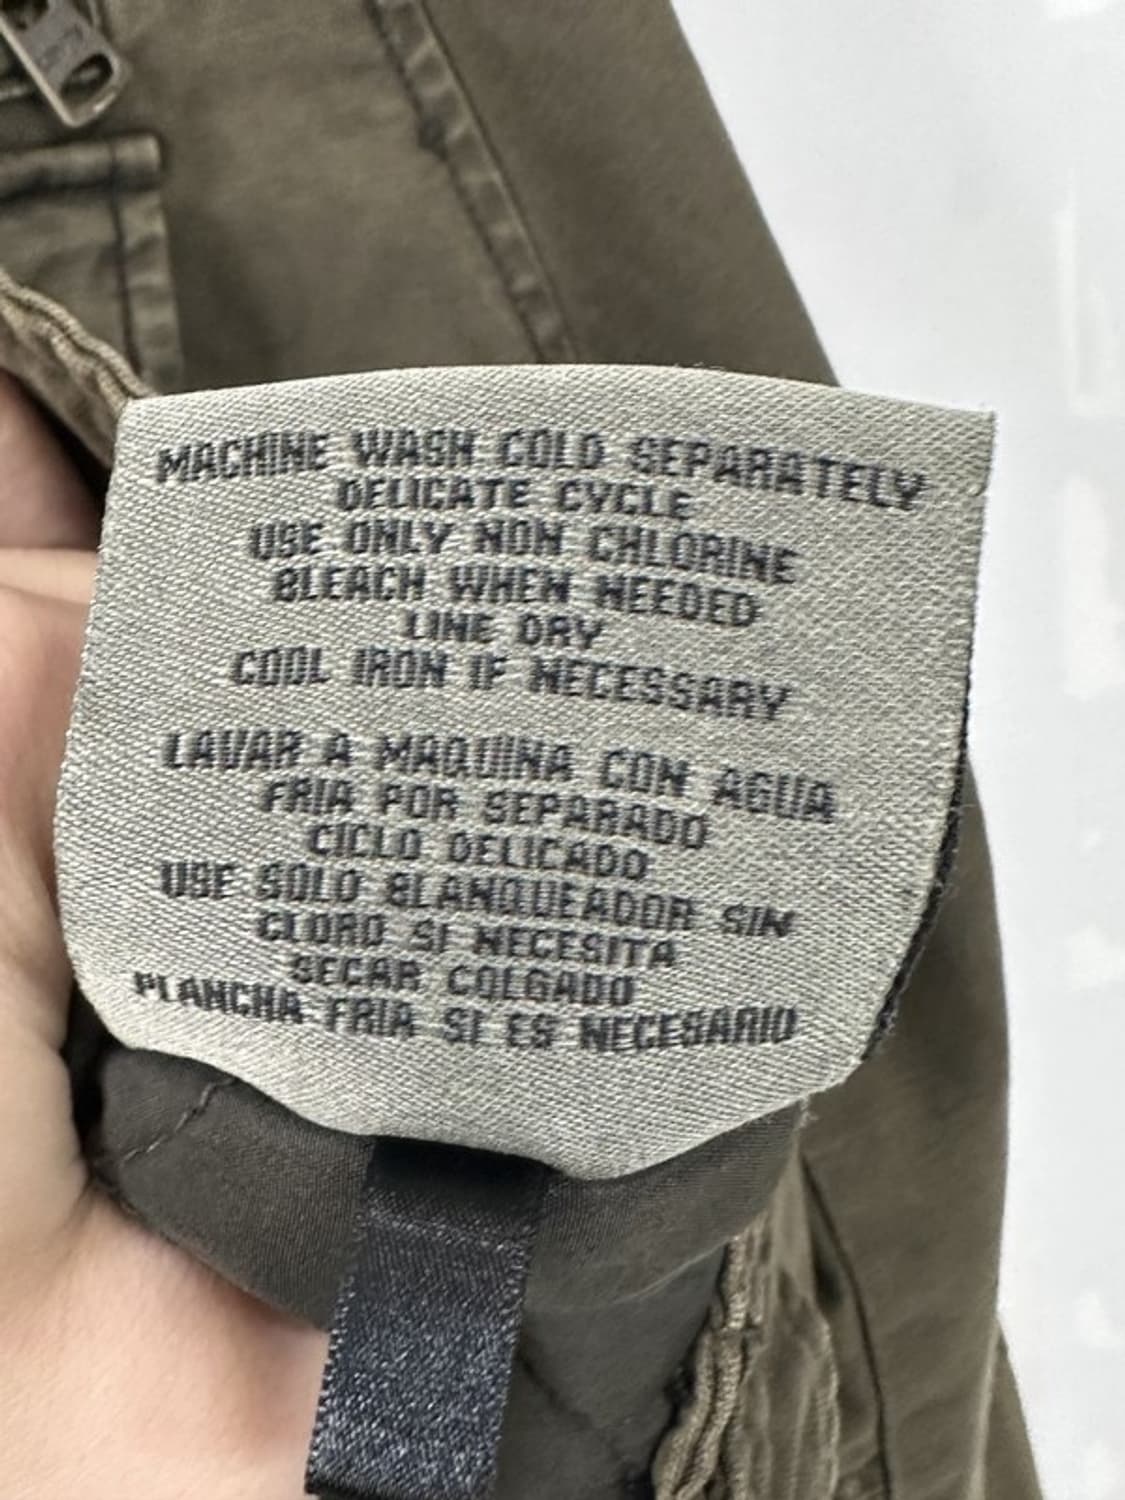 MACHINE WASH COLD SEPARATELY
DELICATE CYCLE
USE ONLY NON CHLORINE
BLEACH WHEN NEEDED
LINE DRY
COOL IRON IF NECESSARY
LAVAR A MAQUINA CON AGUA
FRIA POR SEPARADO
CICLO DELICADO
USE SOLO BLANQUEADOR SIN
CLORO SI NECESITA
SECAR COLGADO
PLANCHA FRIA SI ES NECESARIO